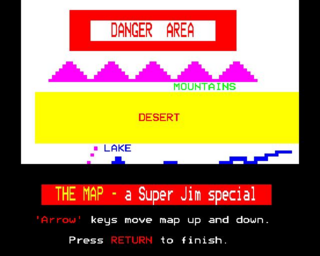 DANGER AREA
MOUNTAINS
DESERT
LAKE
THE MAP - a Super Jim special
'Arrow' keys move map up and down.
Press RETURN to finish.